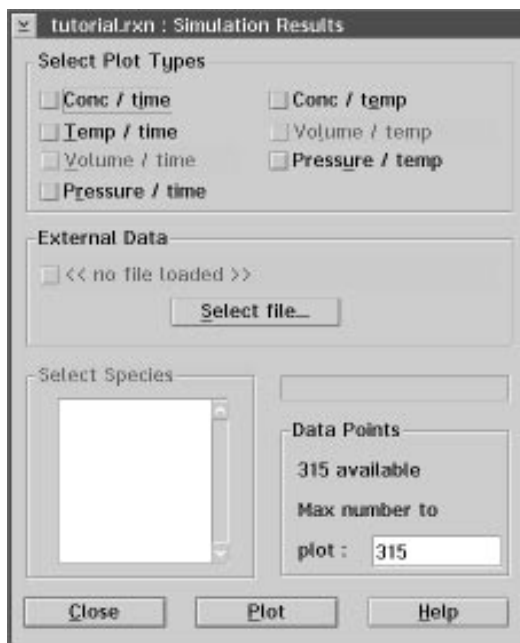 tutorial.rxn : Simulation Results
Select Plot Types
Conc / time
Conc / temp
Temp / time
Volume / temp
Volume / time
Pressure / temp
Pressure / time
External Data
<< no file loaded >>
Select file...
Select Species
Data Points
315 available
Max number to
plot : 315
Close
Plot
Help